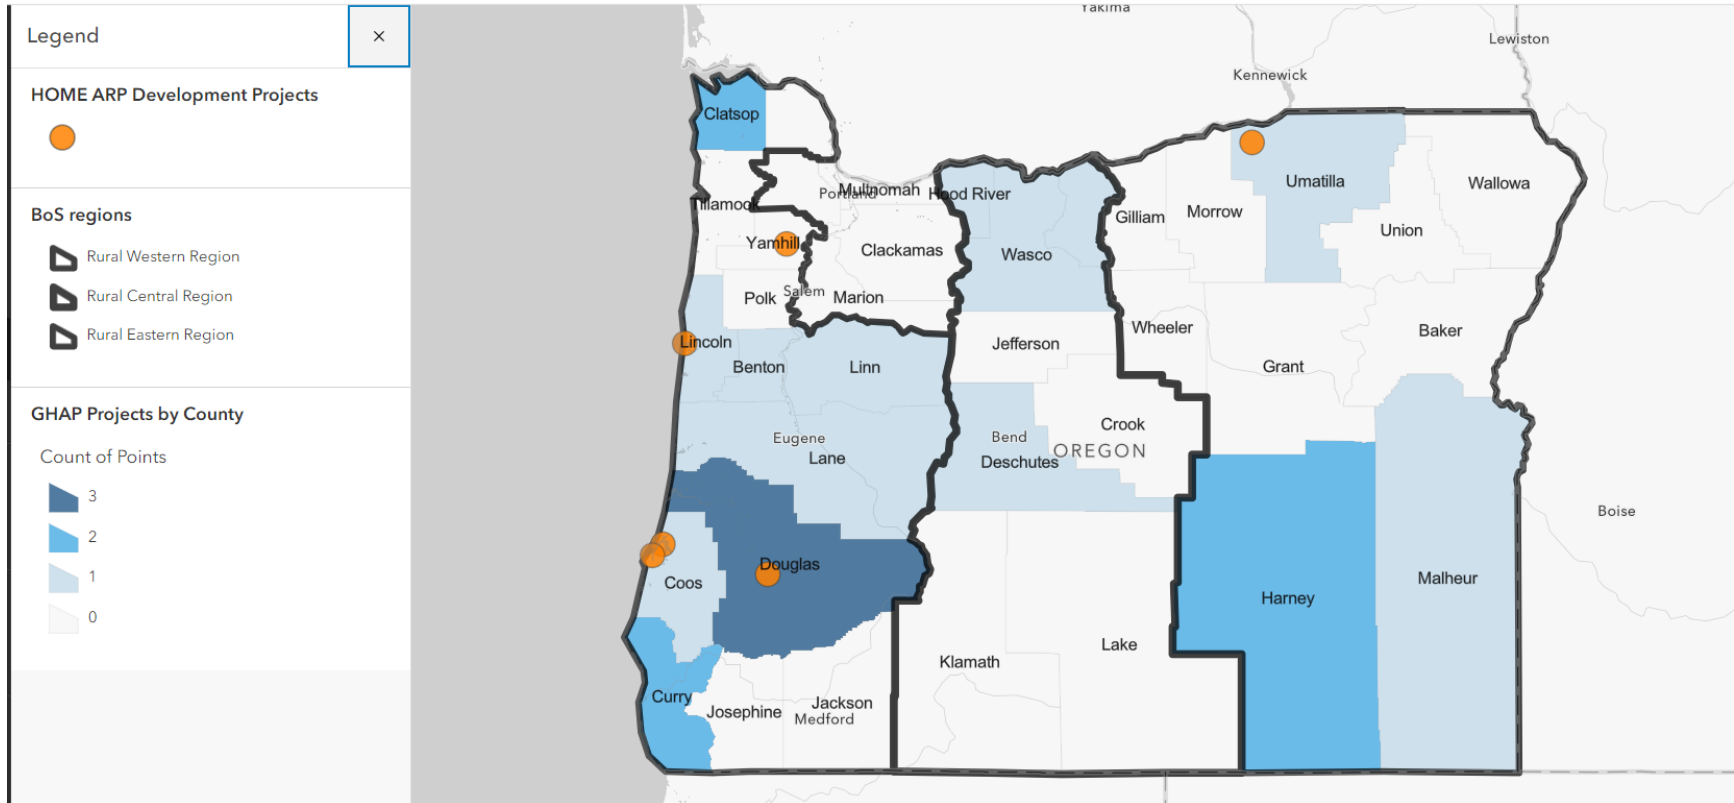 Legend
×
HOME ARP Development Projects
BoS regions
Rural Western Region
Rural Central Region
Rural Eastern Region
GHAP Projects by County
Count of Points
3
2
1
0
Yakima
Lewiston
Kennewick
Clatsop
Tillamook
Portland
Multnomah
Hood River
Umatilla
Wallowa
Gilliam
Morrow
Union
Yamhill
Clackamas
Wasco
Polk
Salem
Marion
Lincoln
Benton
Linn
Jefferson
Wheeler
Baker
Grant
Eugene
Lane
Bend
Deschutes
Crook
OREGON
Boise
Coos
Douglas
Malheur
Harney
Curry
Josephine
Jackson
Medford
Klamath
Lake